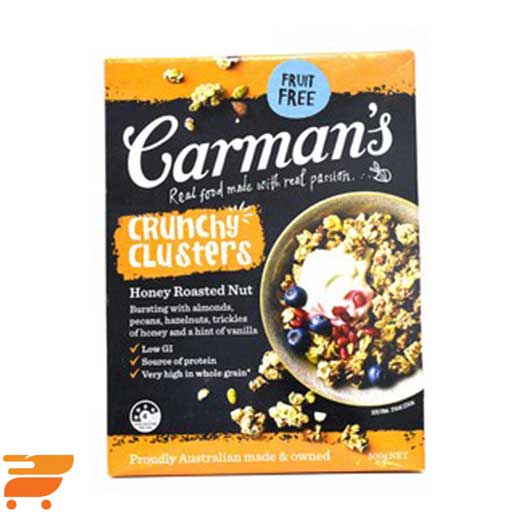 FRUIT
FREE
Carman's
Real food made with real passion.
CRUNCHY
CLUSTERS
Honey Roasted Nut
Bursting with almonds,
pecans, hazelnuts, trickles
of honey and a hint of vanilla
✓ Low GI
✓ Source of protein
✓ Very high in whole grain*
Proudly Australian made & owned
500g NET